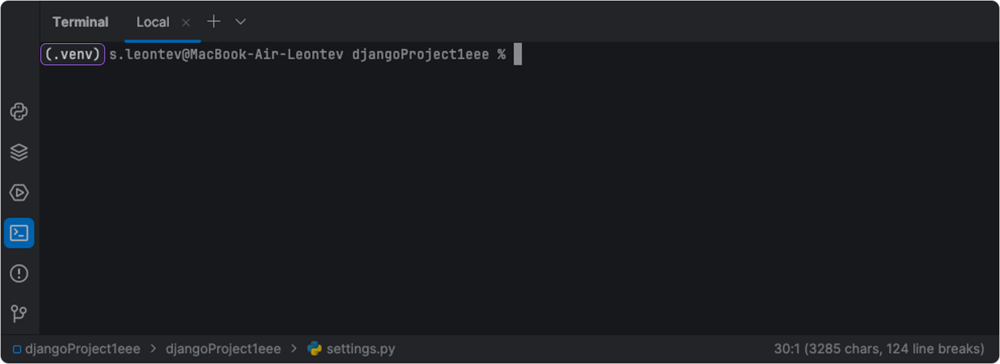 Terminal Local
(.venv) s.leontev@MacBook-Air-Leontev djangoProject1eee %
djangoProject1eee > djangoProject1eee > settings.py 30:1 (3285 chars, 124 line breaks)